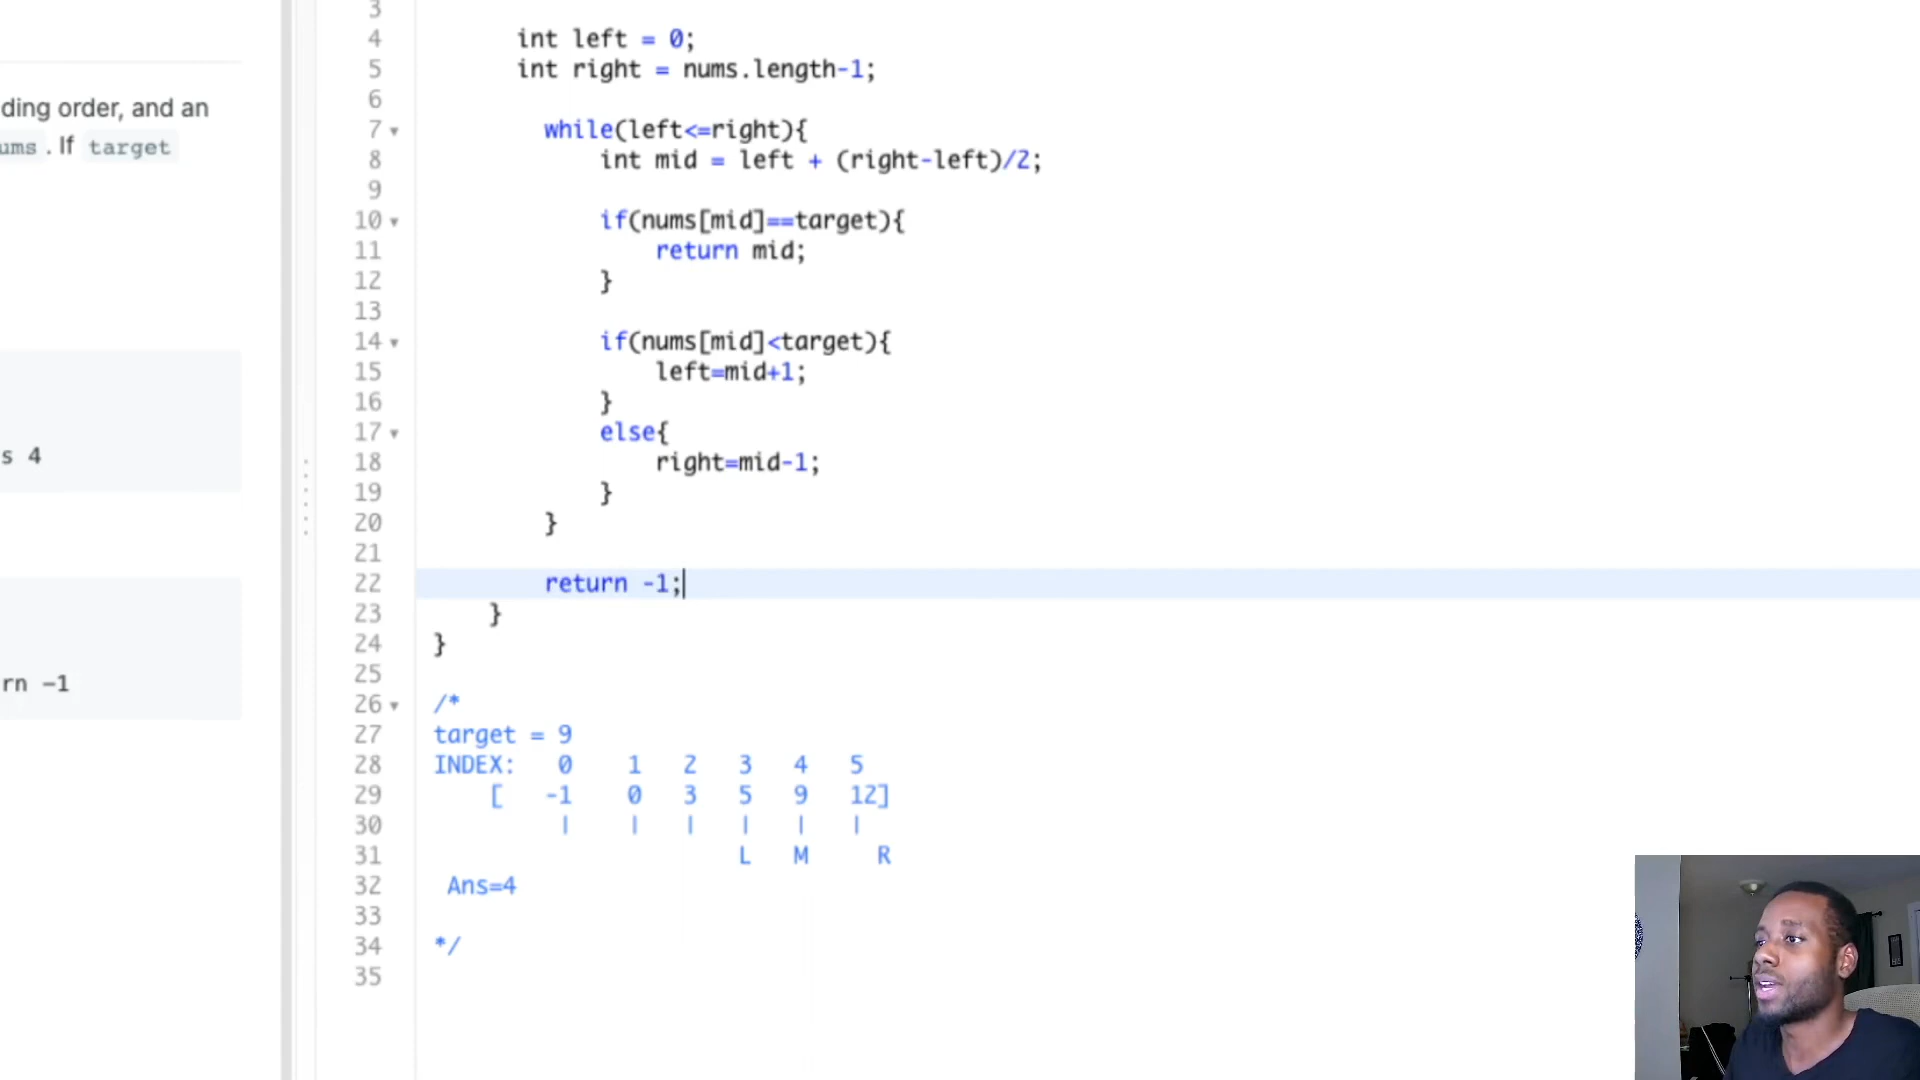 ding order, and an
ums . If target
s 4
rn -1
3
4 int left = 0;
5 int right = nums.length-1;
6
7 while(left<=right){
8 int mid = left + (right-left)/2;
9
10 if(nums[mid]==target){
11 return mid;
12 }
13
14 if(nums[mid]<target){
15 left=mid+1;
16 }
17 else{
18 right=mid-1;
19 }
20 }
21
22 return -1;
23 }
24 }
25
26 /*
27 target = 9
28 INDEX: 0 1 2 3 4 5
29 [ -1 0 3 5 9 12]
30 | | | | | |
31 L M R
32 Ans=4
33
34 */
35